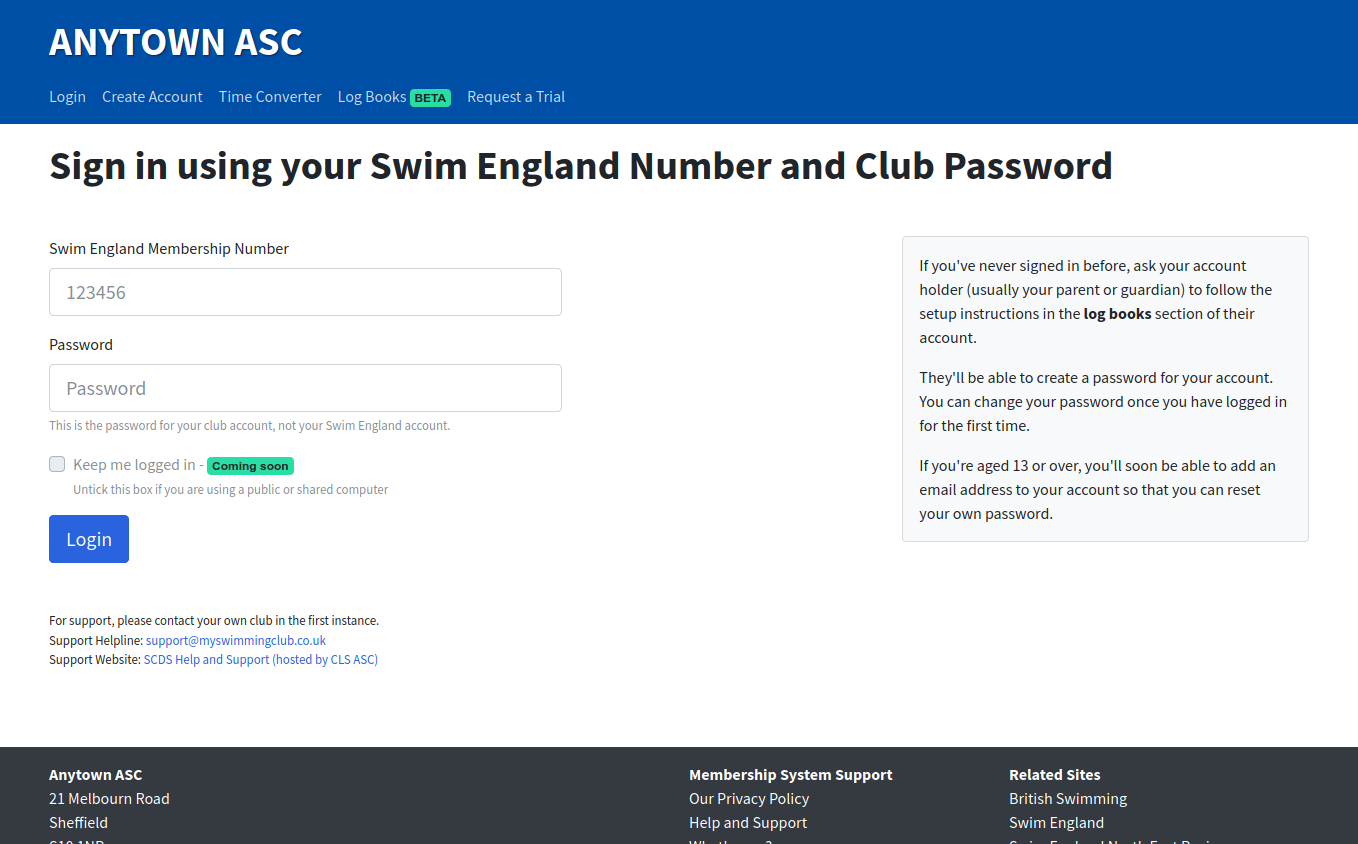 ANYTOWN ASC
Login Create Account Time Converter Log Books BETA Request a Trial
Sign in using your Swim England Number and Club Password
Swim England Membership Number
123456
Password
Password
This is the password for your club account, not your Swim England account.
Keep me logged in - Coming soon
Untick this box if you are using a public or shared computer
Login
If you've never signed in before, ask your account
holder (usually your parent or guardian) to follow the
setup instructions in the log books section of their
account.
They'll be able to create a password for your account.
You can change your password once you have logged in
for the first time.
If you're aged 13 or over, you'll soon be able to add an
email address to your account so that you can reset
your own password.
For support, please contact your own club in the first instance.
Support Helpline: support@myswimmingclub.co.uk
Support Website: SCDS Help and Support (hosted by CLS ASC)
Anytown ASC
21 Melbourn Road
Sheffield
Membership System Support
Our Privacy Policy
Help and Support
Related Sites
British Swimming
Swim England
Swim England North East